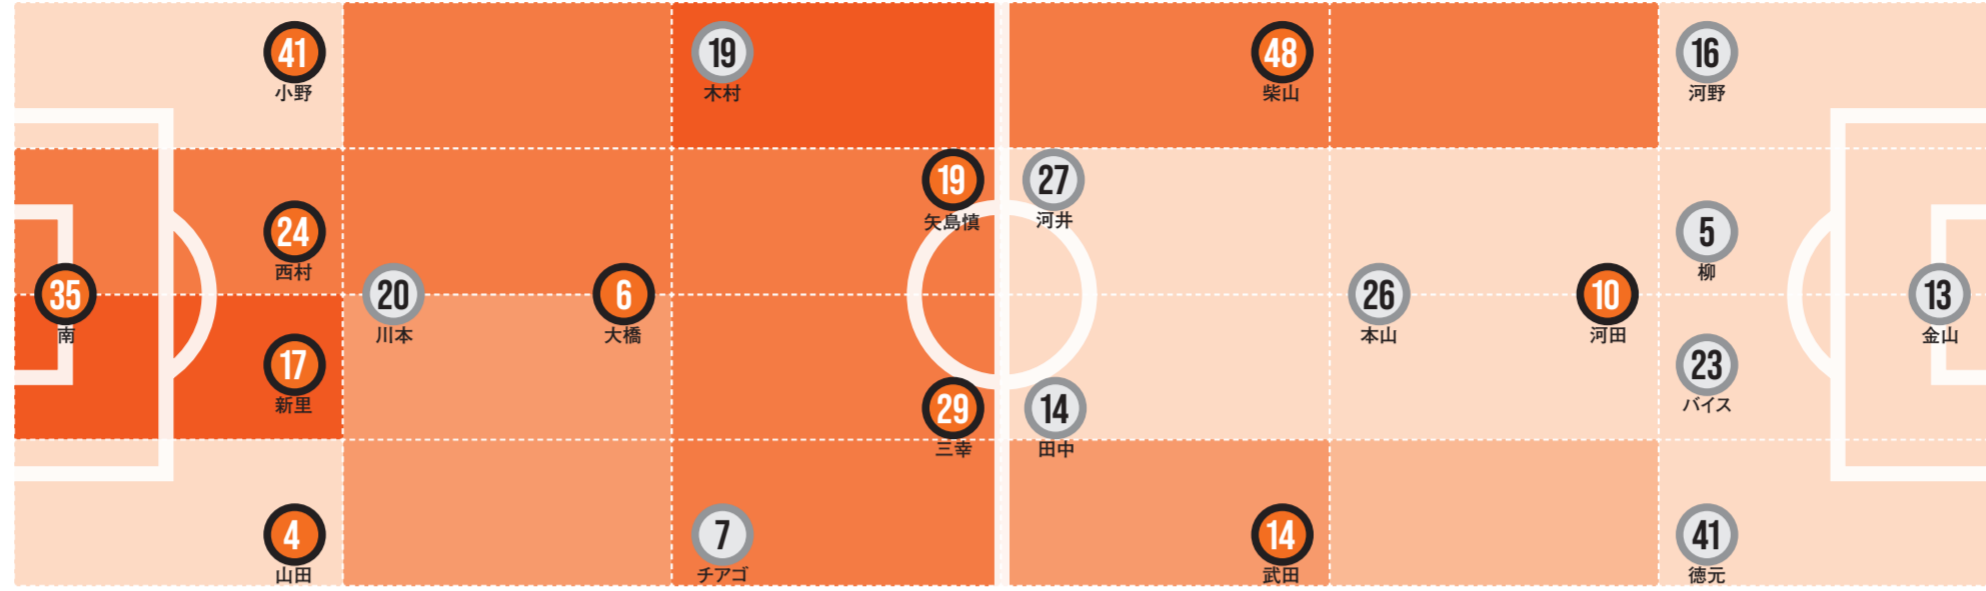 41
小野
19
木村
48
柴山
16
河野
19
矢島慎
27
河井
24
西村
5
柳
35
南
20
川本
6
大橋
26
本山
10
河田
13
金山
17
新里
23
バイス
29
三幸
14
田中
4
山田
7
チアゴ
14
武田
41
徳元